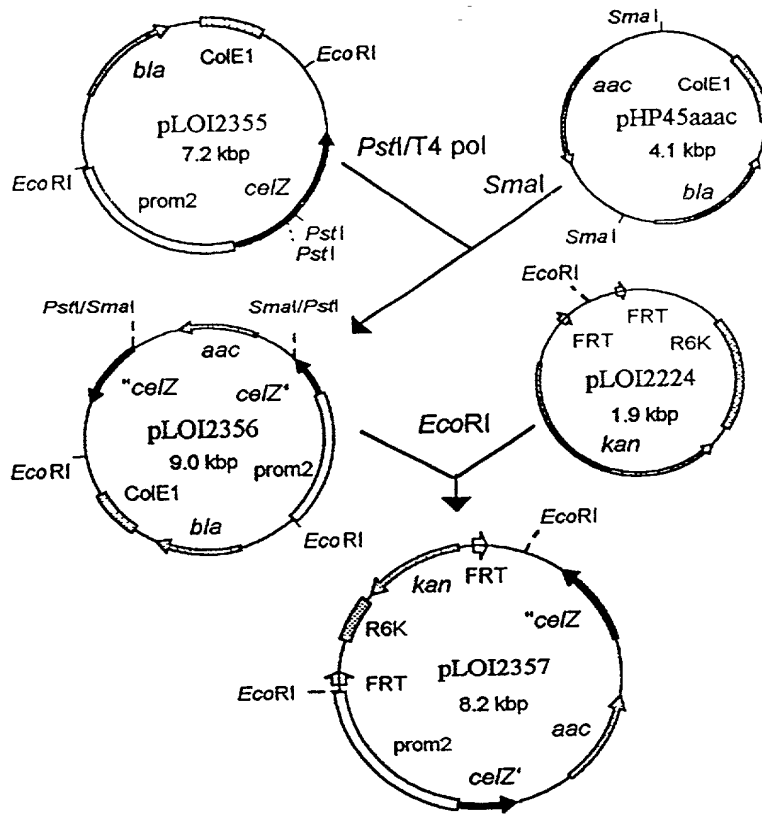 SmaI
bla
ColE1
EcoRI
pLOI2355
7.2 kbp
EcoRI
prom2
celZ
PstI
PstI
PstI/T4 pol
aac
ColE1
pHP45aaac
4.1 kbp
SmaI
bla
SmaI
PstI/SmaI
SmaI/PstI
aac
"celZ
celZ'
pLOI2356
9.0 kbp
EcoRI
prom2
ColE1
bla
EcoRI
EcoRI
FRT
FRT
R6K
pLOI2224
1.9 kbp
kan
EcoRI
EcoRI
FRT
kan
"celZ
R6K
pLOI2357
8.2 kbp
EcoRI
FRT
aac
prom2
celZ'